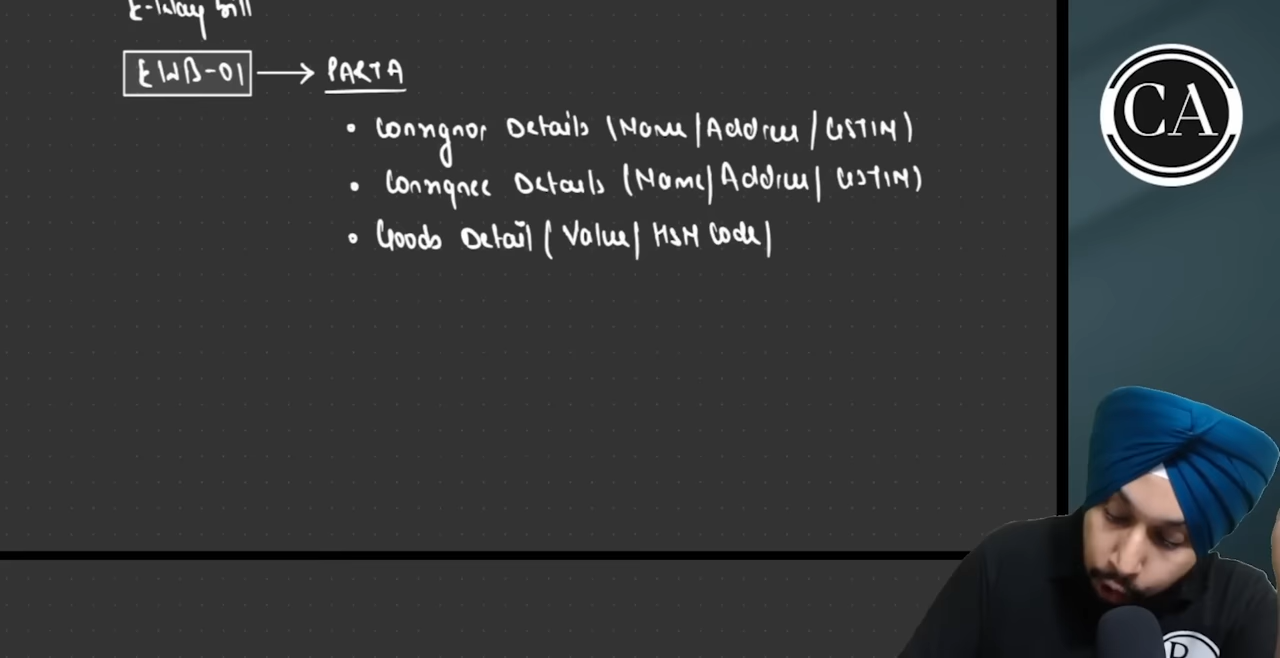 E-Way bill
EWB-01 → PART A
• Consignor Details (Name/Address/GSTIN)
• Consignee Details (Name/Address/GSTIN)
• Goods Detail (Value/HSN Code/
CA
P